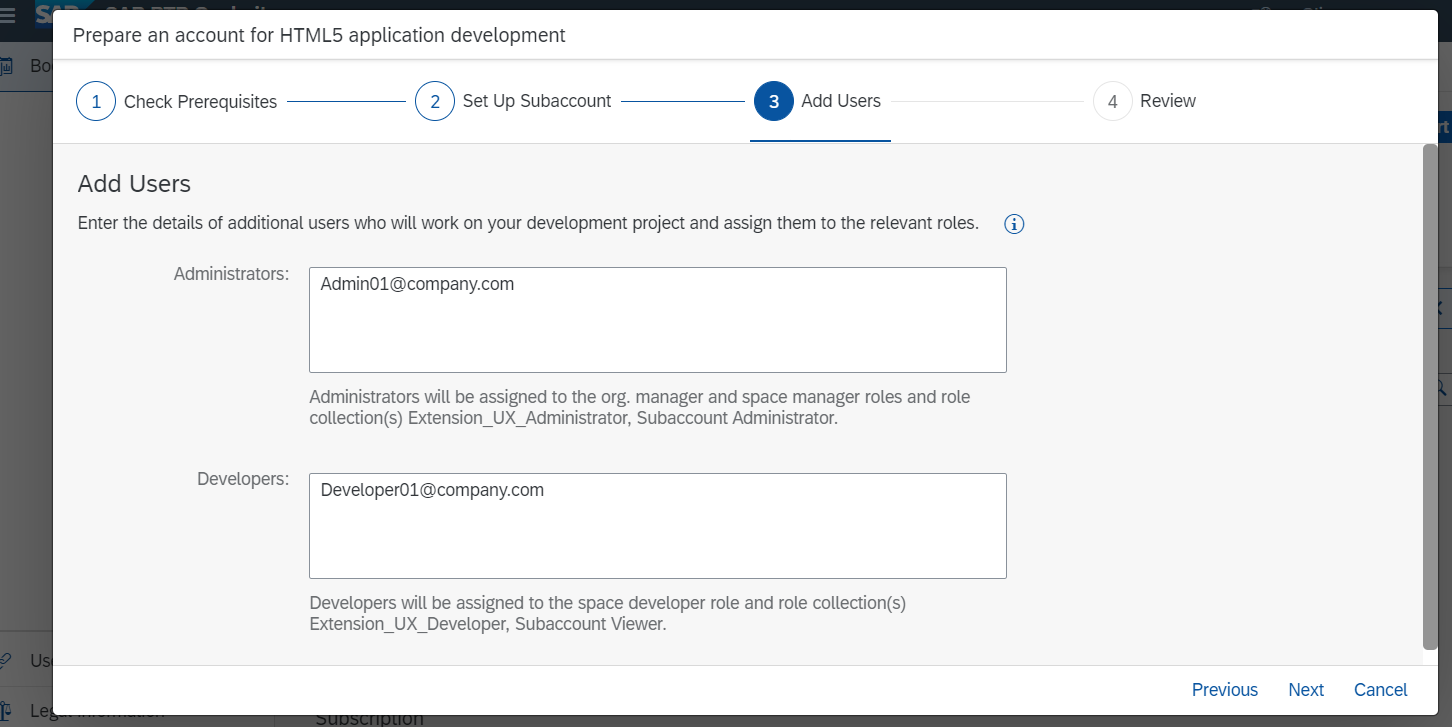 SAP
Prepare an account for HTML5 application development
1 Check Prerequisites 2 Set Up Subaccount 3 Add Users 4 Review
Add Users
Enter the details of additional users who will work on your development project and assign them to the relevant roles.
Administrators:
Admin01@company.com
Administrators will be assigned to the org. manager and space manager roles and role
collection(s) Extension_UX_Administrator, Subaccount Administrator.
Developers:
Developer01@company.com
Developers will be assigned to the space developer role and role collection(s)
Extension_UX_Developer, Subaccount Viewer.
Previous Next Cancel
Legal Information
Subscription